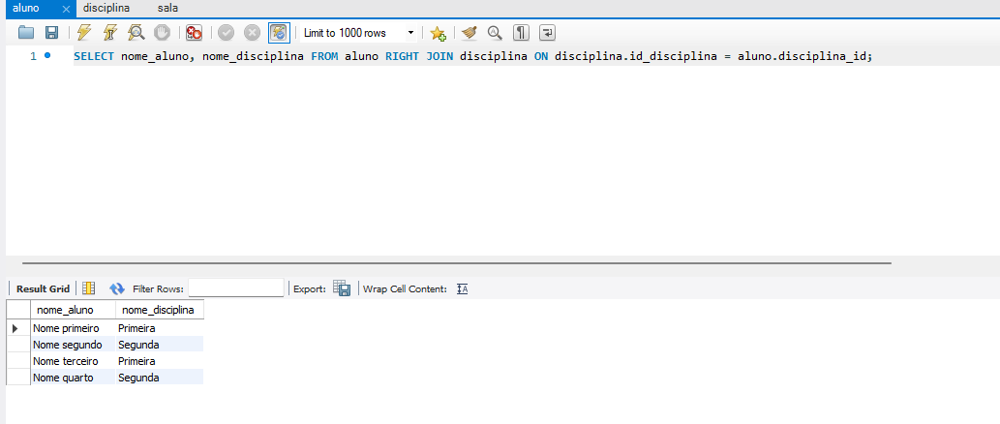 aluno × disciplina sala
Limit to 1000 rows
1 SELECT nome_aluno, nome_disciplina FROM aluno RIGHT JOIN disciplina ON disciplina.id_disciplina = aluno.disciplina_id;
Result Grid Filter Rows: Export: Wrap Cell Content:
nome_aluno nome_disciplina
Nome primeiro Primeira
Nome segundo Segunda
Nome terceiro Primeira
Nome quarto Segunda